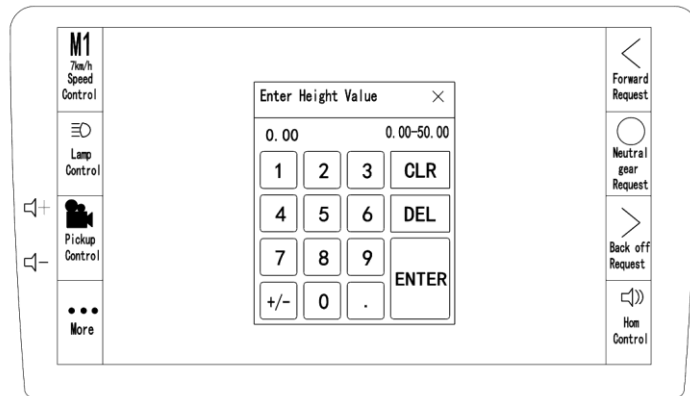 M1
7km/h
Speed
Control
Lamp
Control
Pickup
Control
More
Enter Height Value ×
0.00 0.00-50.00
1 2 3 CLR
4 5 6 DEL
7 8 9
ENTER
+/- 0 .
Forward
Request
Neutral
gear
Request
Back off
Request
Hom
Control